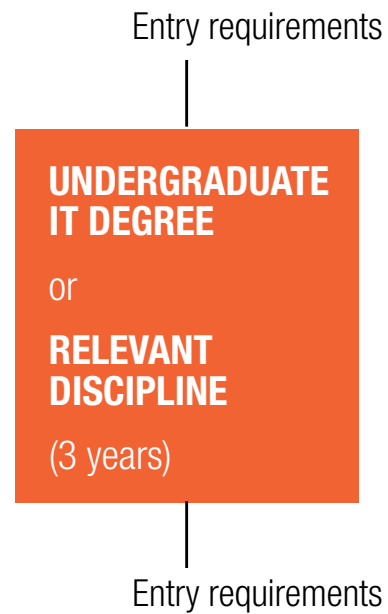 Entry requirements
UNDERGRADUATE
IT DEGREE
or
RELEVANT
DISCIPLINE
(3 years)
Entry requirements